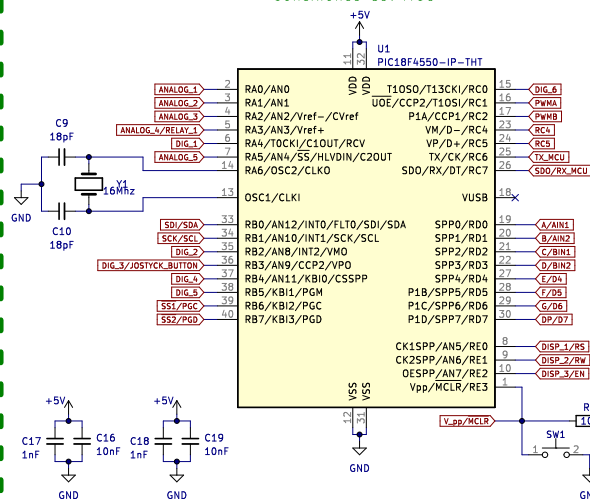 +5V
U1
PIC18F4550-IP-THT
11 32
VDD VDD
ANALOG_1 2 RA0/AN0 T1OSO/T13CKI/RC0 15 DIG_6
ANALOG_2 3 RA1/AN1 UOE/CCP2/T1OSI/RC1 16 PWMA
ANALOG_3 4 RA2/AN2/Vref-/CVref P1A/CCP1/RC2 17 PWMB
ANALOG_4/RELAY_1 5 RA3/AN3/Vref+ VM/D-/RC4 23 RC4
DIG_1 6 RA4/TOCKI/C1OUT/RCV VP/D+/RC5 24 RC5
ANALOG_5 7 RA5/AN4/SS/HLVDIN/C2OUT TX/CK/RC6 25 TX_MCU
14 RA6/OSC2/CLKO SDO/RX/DT/RC7 26 SDO/RX_MCU
C9
18pF
Y1
16Mhz
13 OSC1/CLKI VUSB 18
GND
C10
18pF
SDI/SDA 33 RB0/AN12/INT0/FLT0/SDI/SDA SPP0/RD0 19 A/AIN1
SCK/SCL 34 RB1/AN10/INT1/SCK/SCL SPP1/RD1 20 B/AIN2
DIG_2 35 RB2/AN8/INT2/VMO SPP2/RD2 21 C/BIN1
DIG_3/JOSTYCK_BUTTON 36 RB3/AN9/CCP2/VPO SPP3/RD3 22 D/BIN2
DIG_4 37 RB4/AN11/KBI0/CSSPP SPP4/RD4 27 E/D4
DIG_5 38 RB5/KBI1/PGM P1B/SPP5/RD5 28 F/D5
SS1/PGC 39 RB6/KBI2/PGC P1C/SPP6/RD6 29 G/D6
SS2/PGD 40 RB7/KBI3/PGD P1D/SPP7/RD7 30 DP/D7
CK1SPP/AN5/RE0 8 DISP_1/RS
CK2SPP/AN6/RE1 9 DISP_2/RW
OESPP/AN7/RE2 10 DISP_3/EN
Vpp/MCLR/RE3 1
VSS VSS
12 31
GND
V_pp/MCLR
R
10
SW1
1 2
GN
+5V +5V
C17 1nF C16 10nF C18 1nF C19 10nF
GND GND